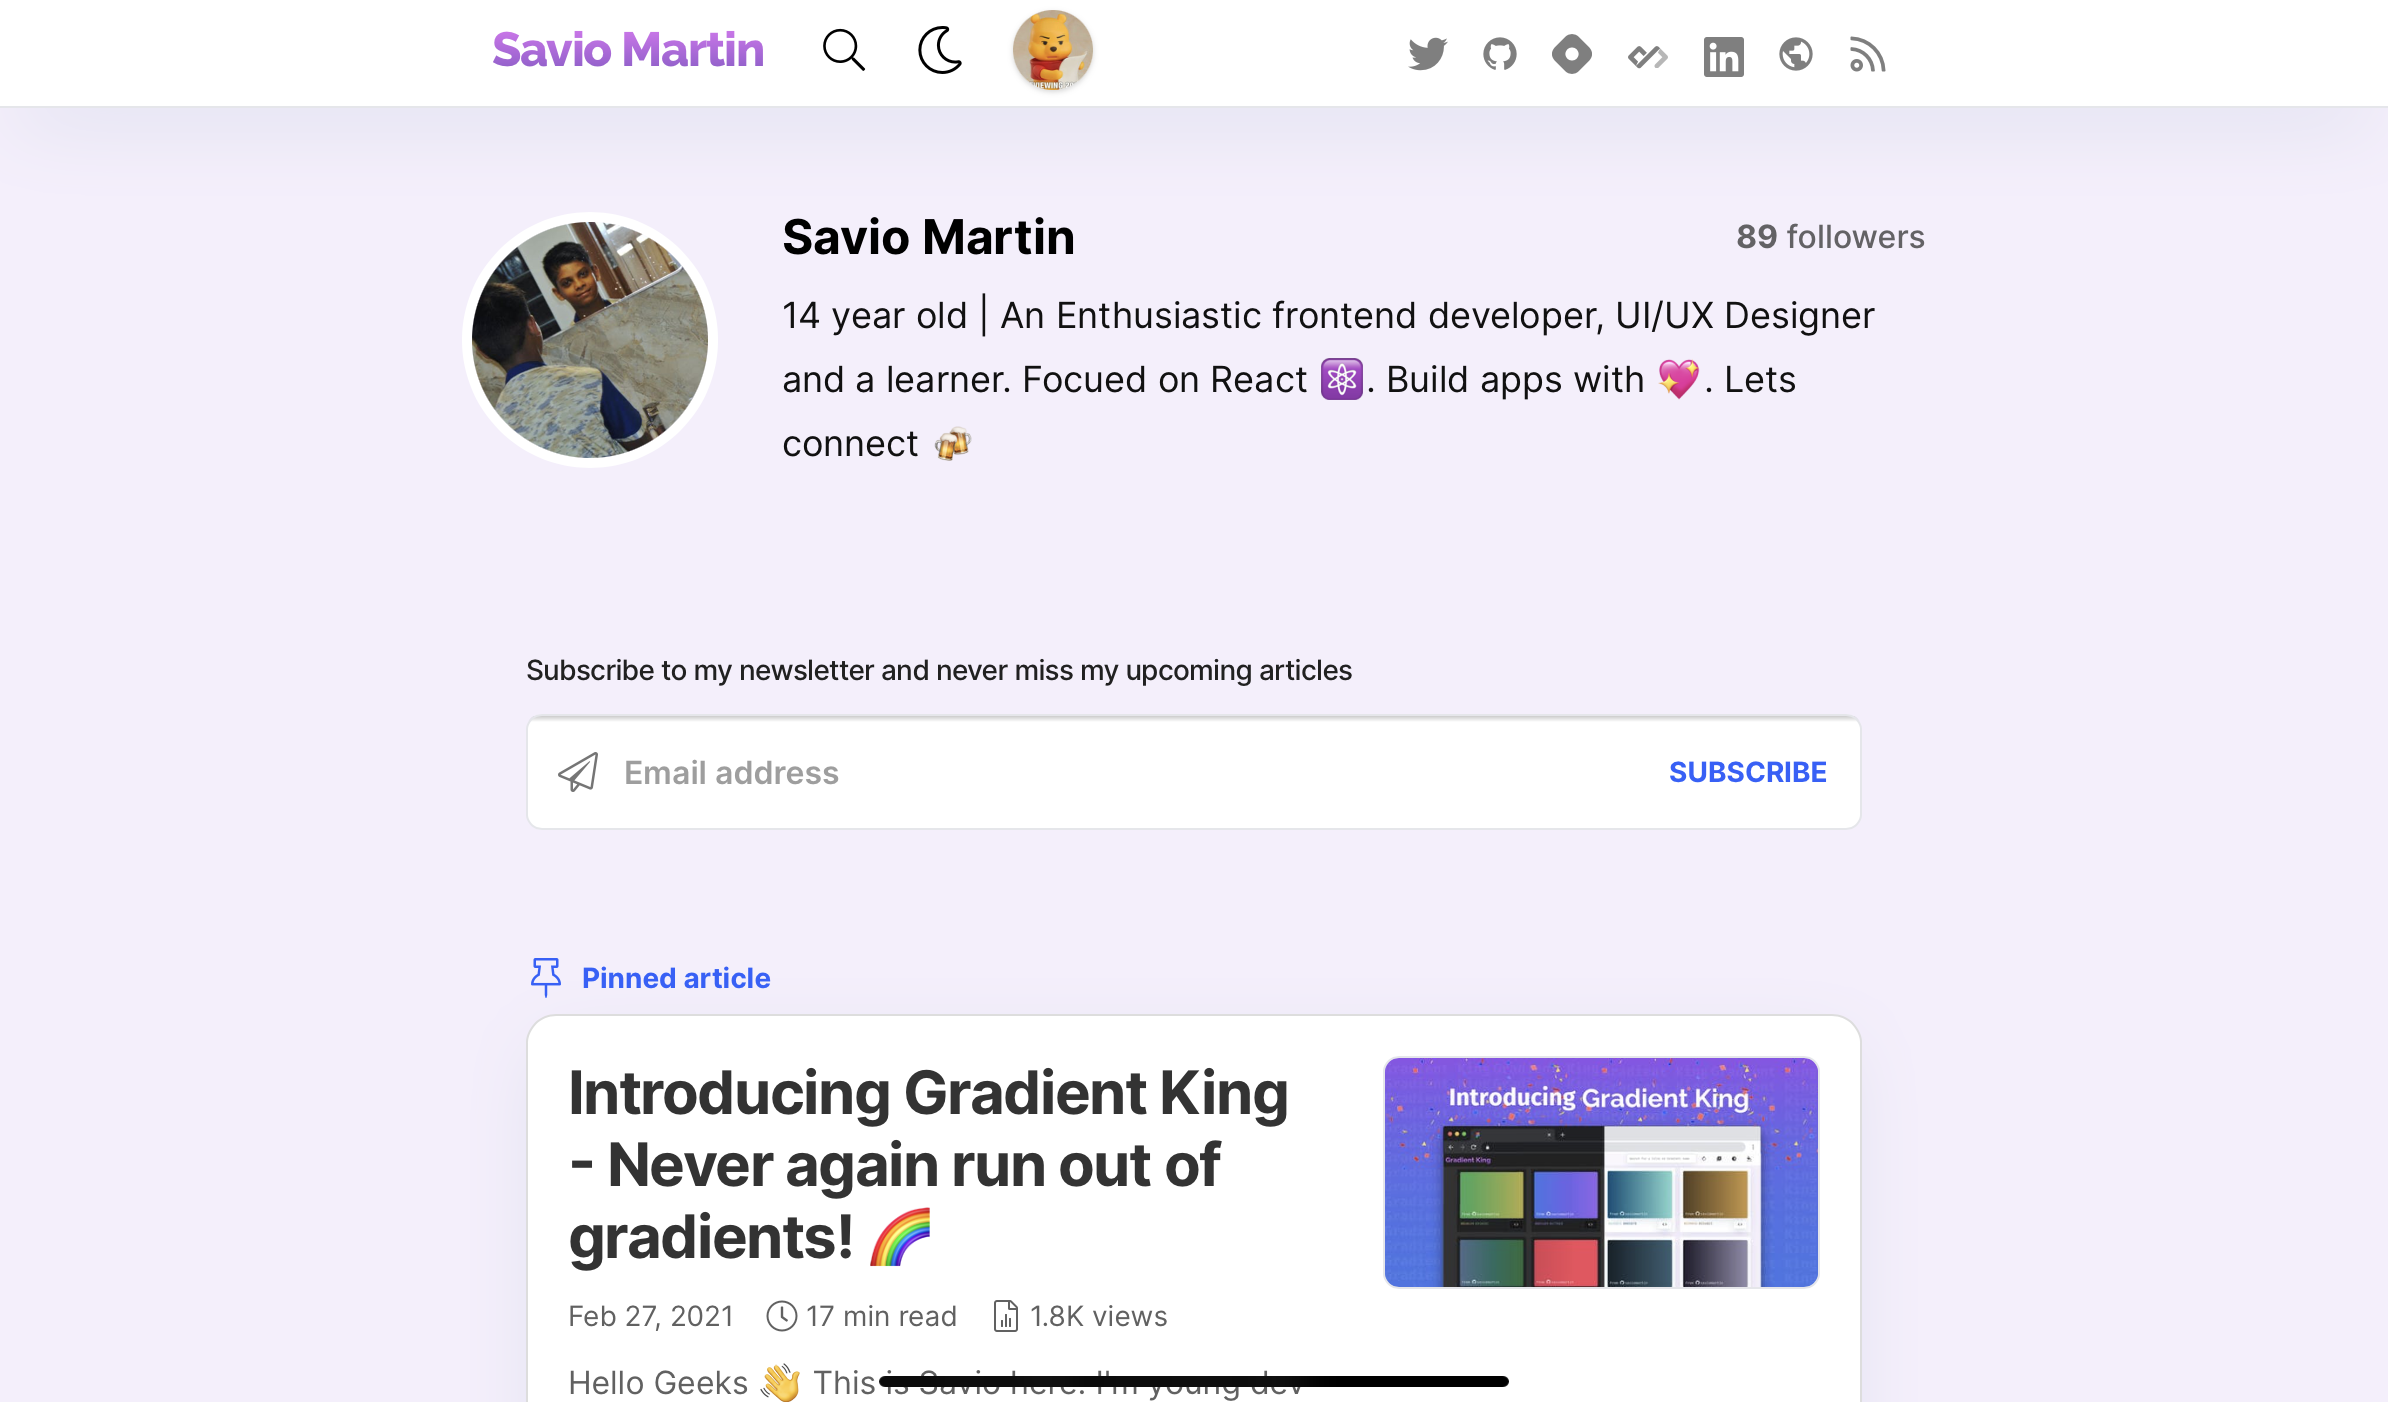 Savio Martin
Savio Martin
89 followers
14 year old | An Enthusiastic frontend developer, UI/UX Designer
and a learner. Focued on React ⚛. Build apps with 💖. Lets
connect 🍻
Subscribe to my newsletter and never miss my upcoming articles
Email address
SUBSCRIBE
Pinned article
Introducing Gradient King
- Never again run out of
gradients! 🌈
Introducing Gradient King
Gradient King
Feb 27, 2021 17 min read 1.8K views
Hello Geeks 👋 This is Savio here. I'm young dev